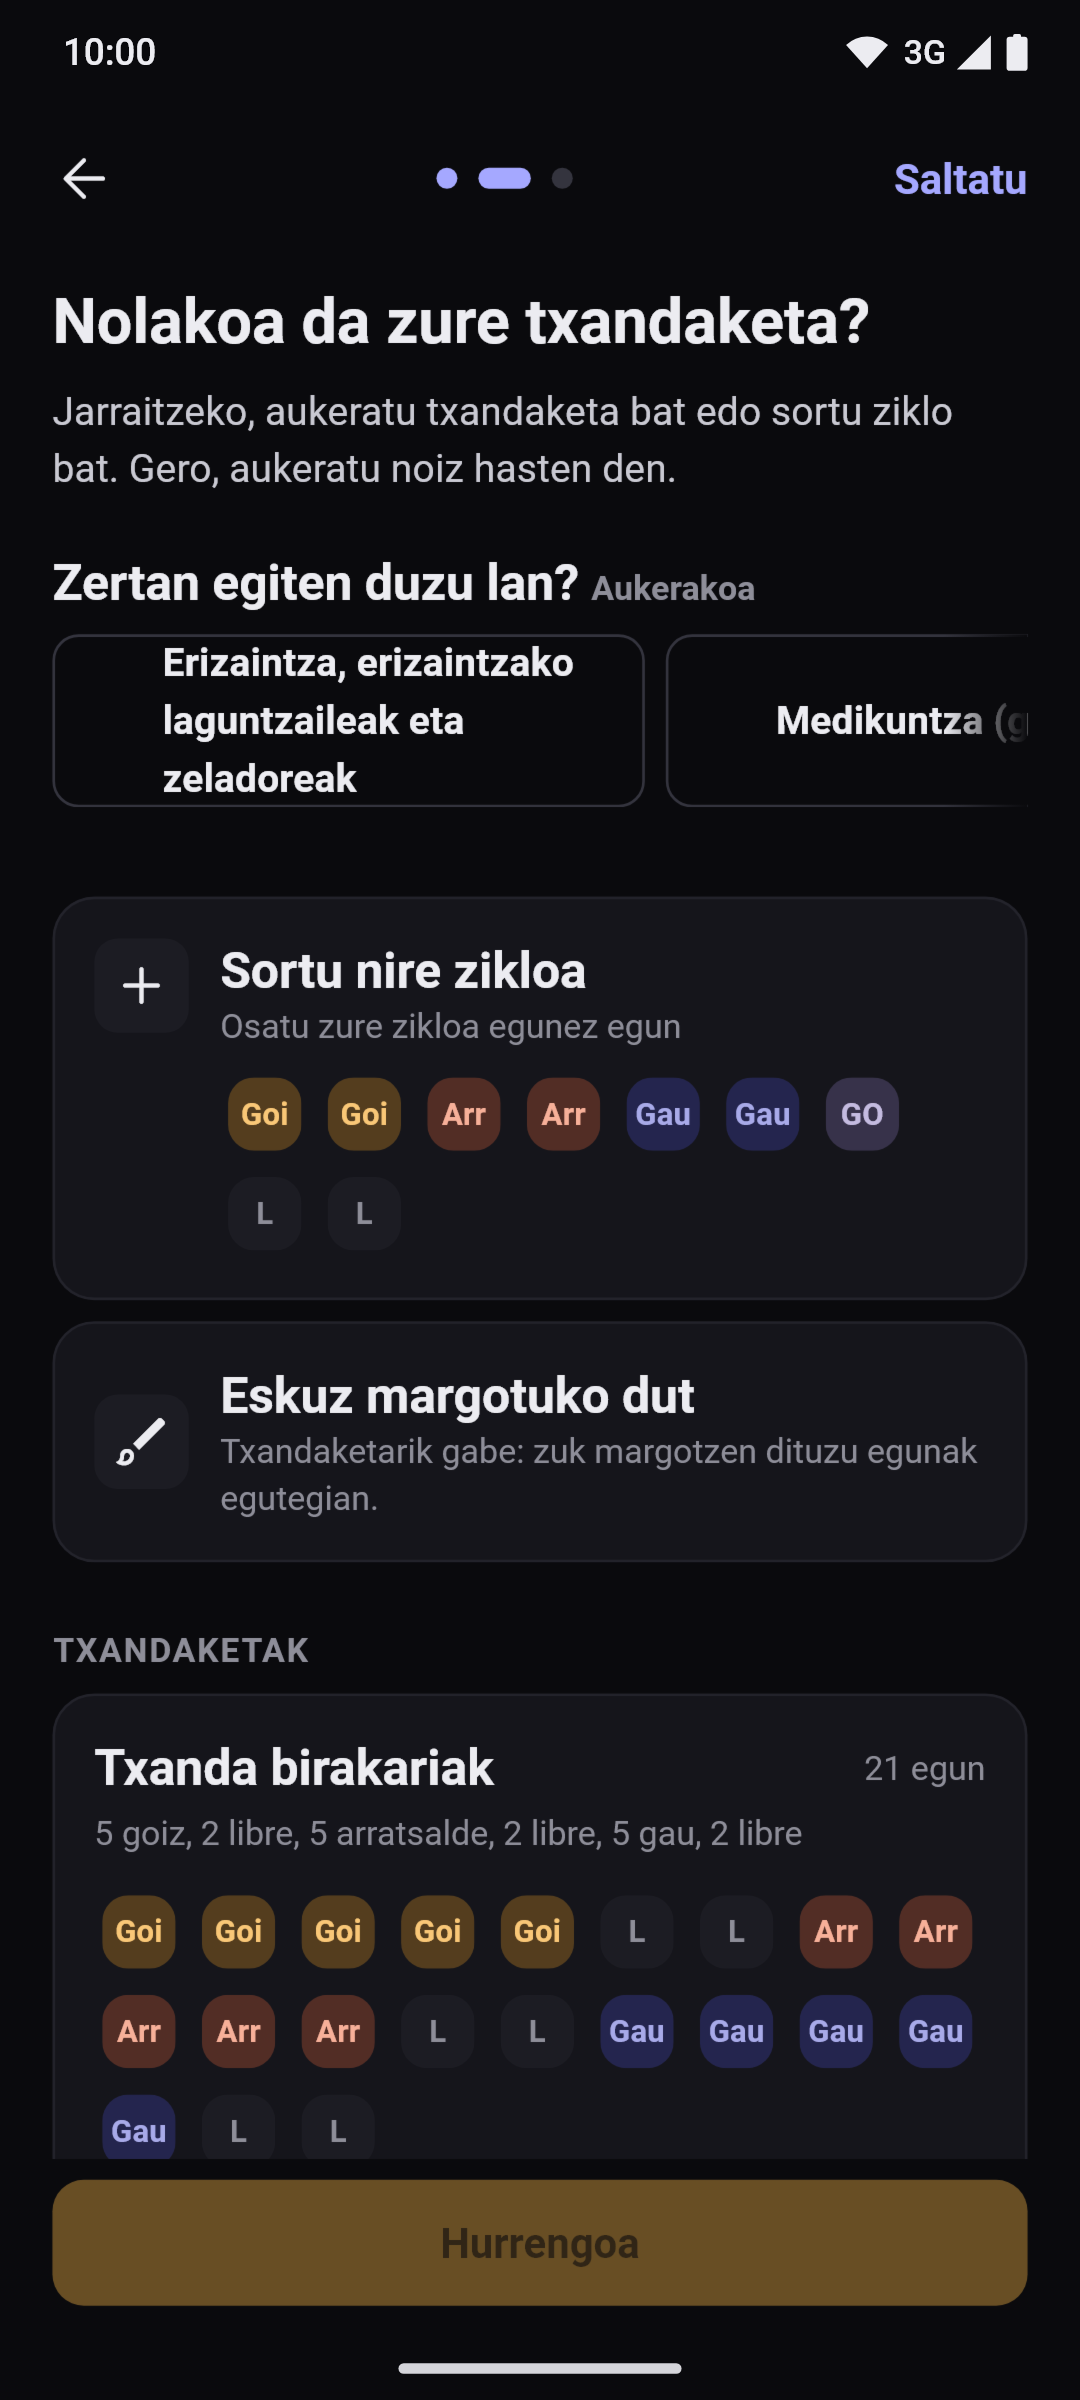 10:00
3G
Saltatu
Nolakoa da zure txandaketa?
Jarraitzeko, aukeratu txandaketa bat edo sortu ziklo
bat. Gero, aukeratu noiz hasten den.
Zertan egiten duzu lan? Aukerakoa
Erizaintza, erizaintzako
laguntzaileak eta
zeladoreak
Medikuntza
Sortu nire zikloa
Osatu zure zikloa egunez egun
Goi Goi Arr Arr Gau Gau GO
L L
Eskuz margotuko dut
Txandaketarik gabe: zuk margotzen dituzu egunak
egutegian.
TXANDAKETAK
Txanda birakariak
21 egun
5 goiz, 2 libre, 5 arratsalde, 2 libre, 5 gau, 2 libre
Goi Goi Goi Goi Goi L L Arr Arr
Arr Arr Arr L L Gau Gau Gau Gau
Gau L L
Hurrengoa